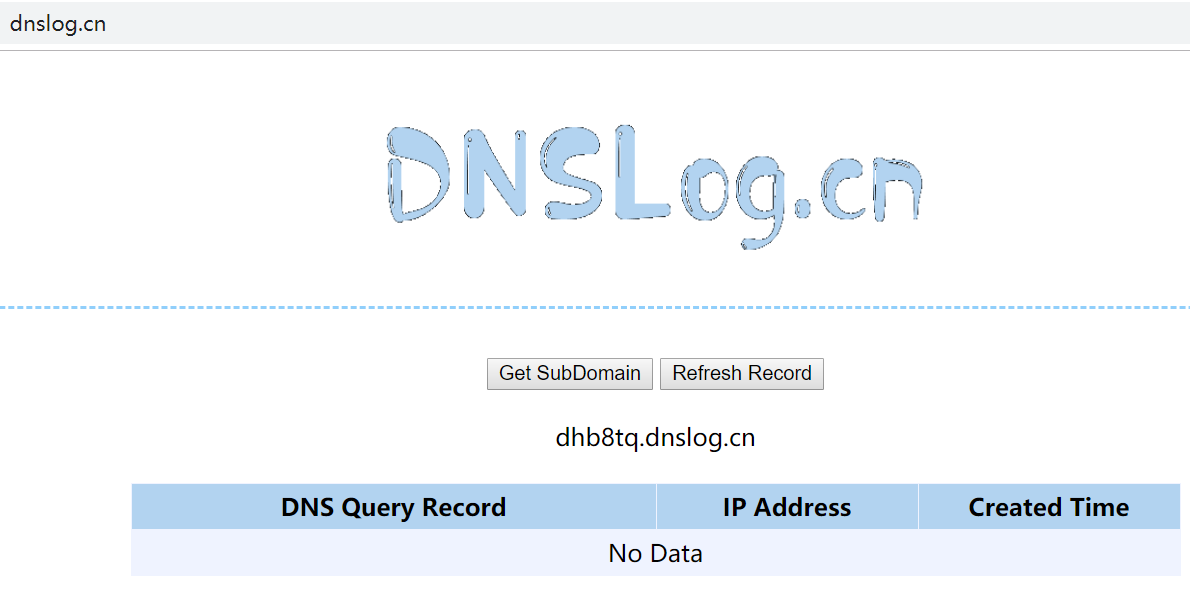 dnslog.cn
DNSLog.cn
Get SubDomain Refresh Record
dhb8tq.dnslog.cn
DNS Query Record IP Address Created Time
No Data